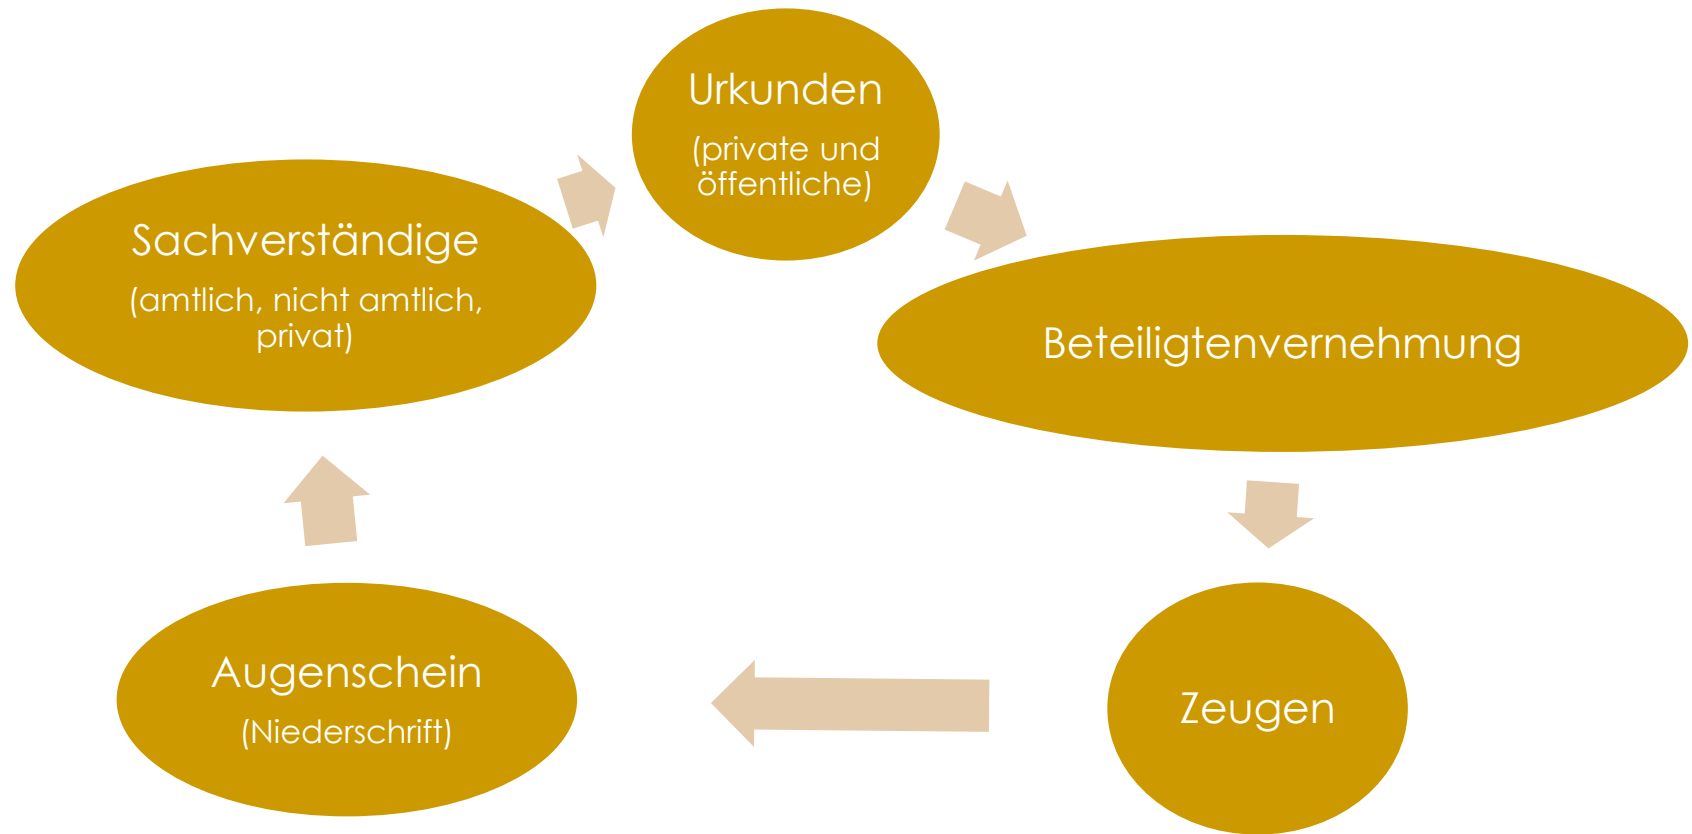 Urkunden
(private und
öffentliche)
Sachverständige
(amtlich, nicht amtlich,
privat)
Beteiligtenvernehmung
Augenschein
(Niederschrift)
Zeugen